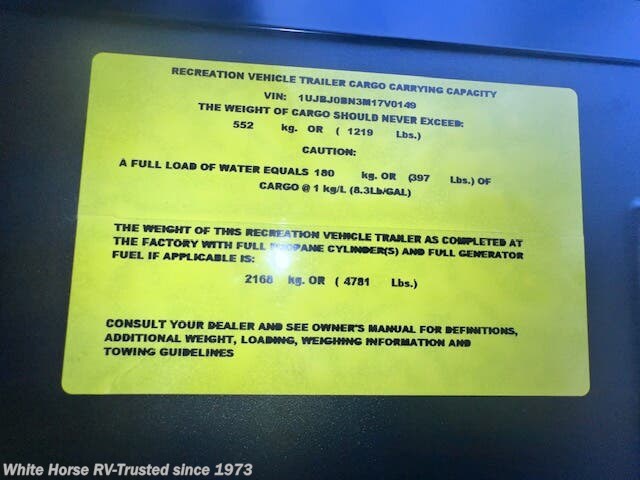 RECREATION VEHICLE TRAILER CARGO CARRYING CAPACITY
VIN: 1UJBJ0BN3M17V0149
THE WEIGHT OF CARGO SHOULD NEVER EXCEED:
552 kg. OR ( 1219 Lbs.)
CAUTION:
A FULL LOAD OF WATER EQUALS 180 kg. OR (397 Lbs.) OF
CARGO @ 1 kg/L (8.3Lb/GAL)
THE WEIGHT OF THIS RECREATION VEHICLE TRAILER AS COMPLETED AT
THE FACTORY WITH FULL PROPANE CYLINDER(S) AND FULL GENERATOR
FUEL IF APPLICABLE IS:
2168 kg. OR ( 4781 Lbs.)
CONSULT YOUR DEALER AND SEE OWNER'S MANUAL FOR DEFINITIONS,
ADDITIONAL WEIGHT, LOADING, WEIGHING INFORMATION AND
TOWING GUIDELINES
White Horse RV-Trusted since 1973